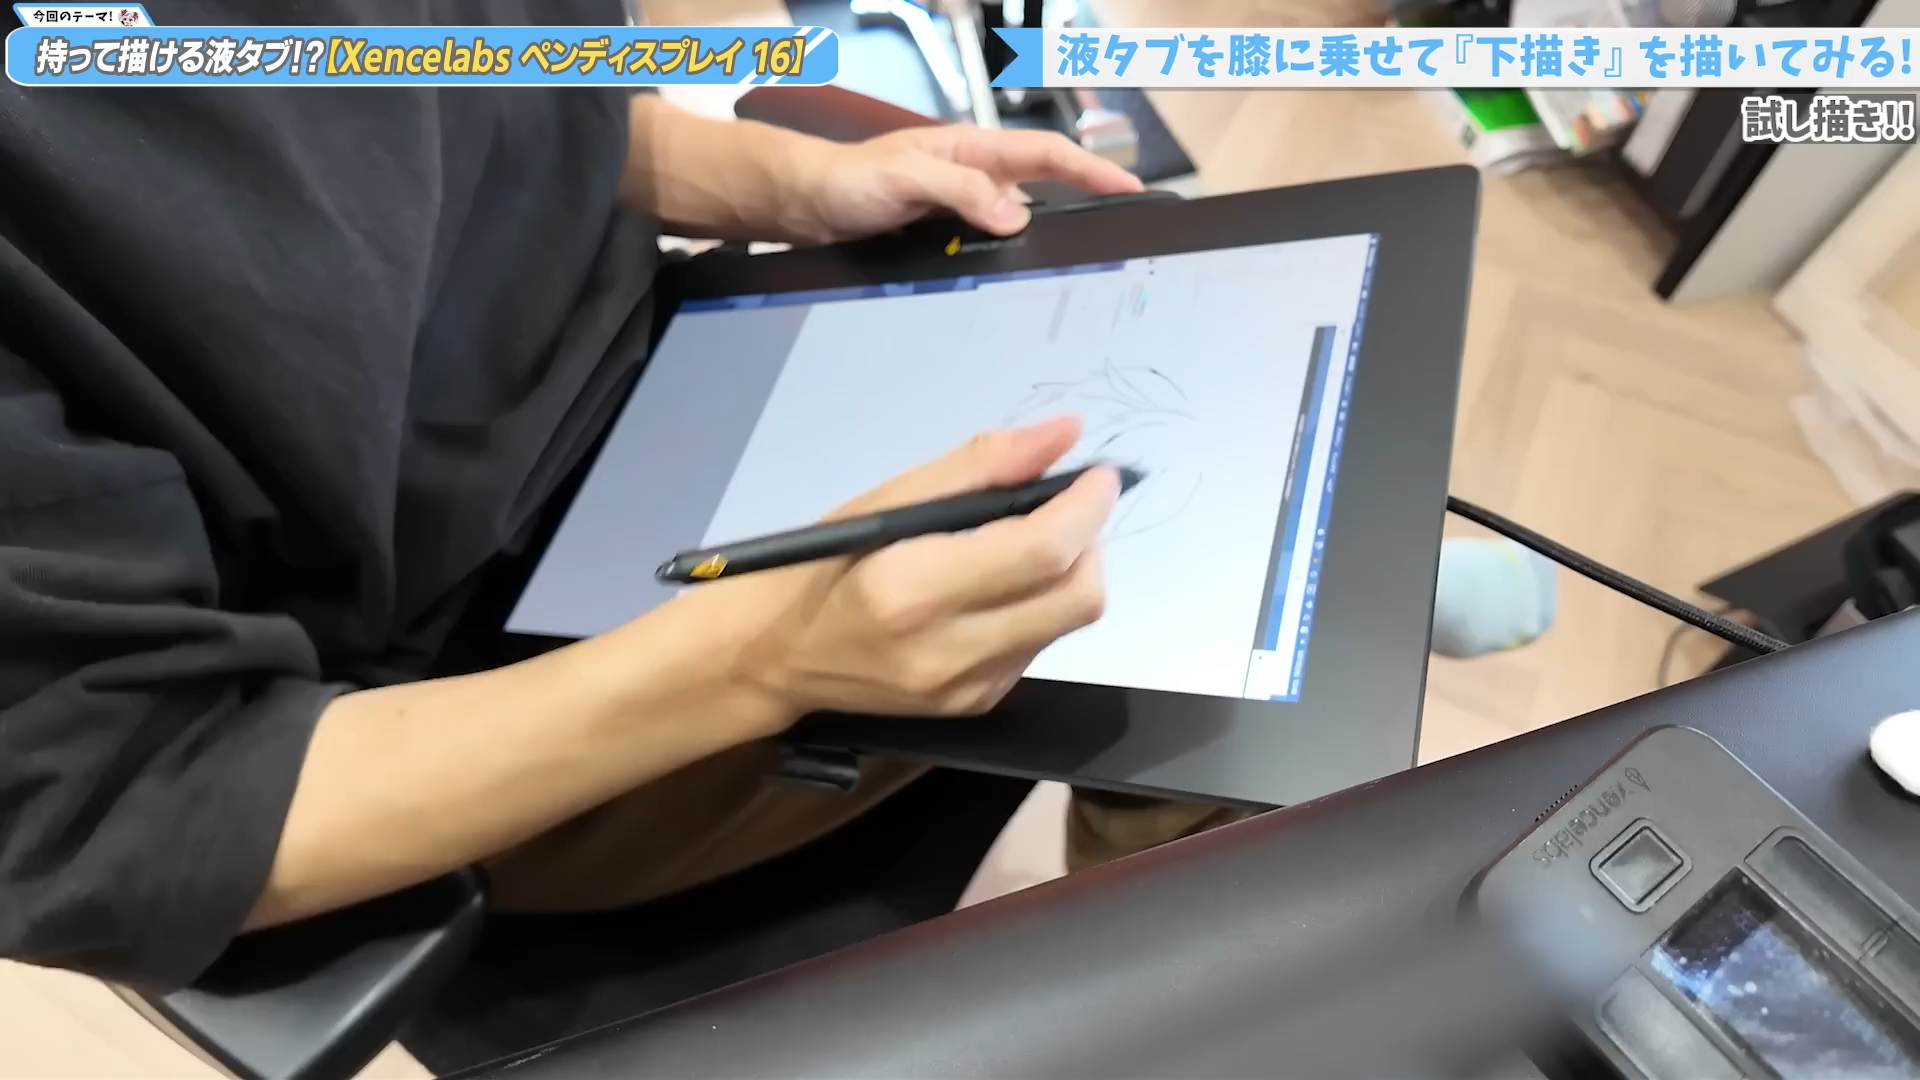 今回のテーマ!
持って描ける液タブ!?【Xencelabs ペンディスプレイ 16】
液タブを膝に乗せて『下描き』を描いてみる!
試し描き!!
xencelabs